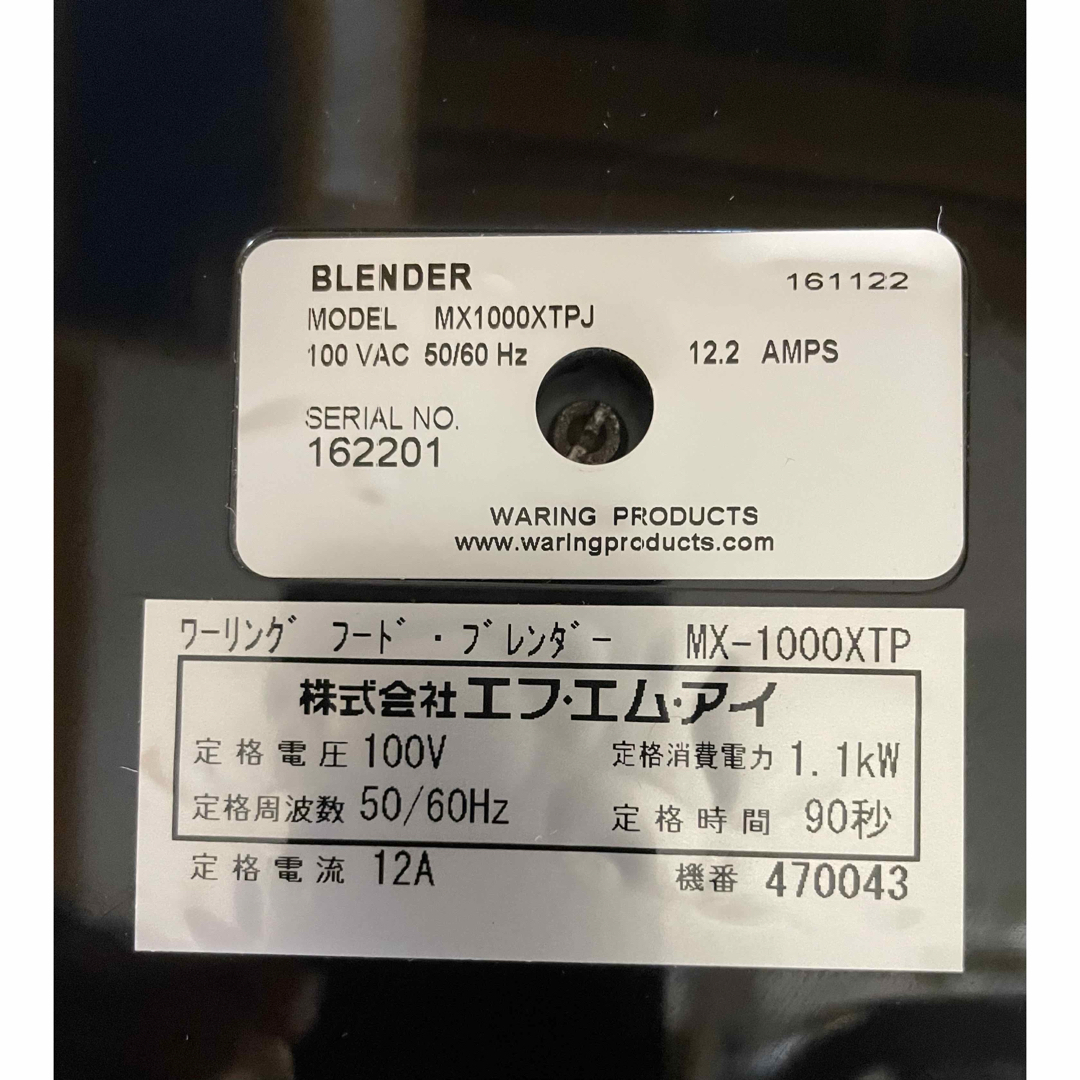 BLENDER 161122
MODEL MX1000XTPJ
100 VAC 50/60 Hz 12.2 AMPS
SERIAL NO.
162201
WARING PRODUCTS
www.waringproducts.com
ワーリング フード・ブレンダー MX-1000XTP
株式会社エフ・エム・アイ
定格電圧 100V 定格消費電力 1.1kW
定格周波数 50/60Hz 定格時間 90秒
定格電流 12A 機番 470043